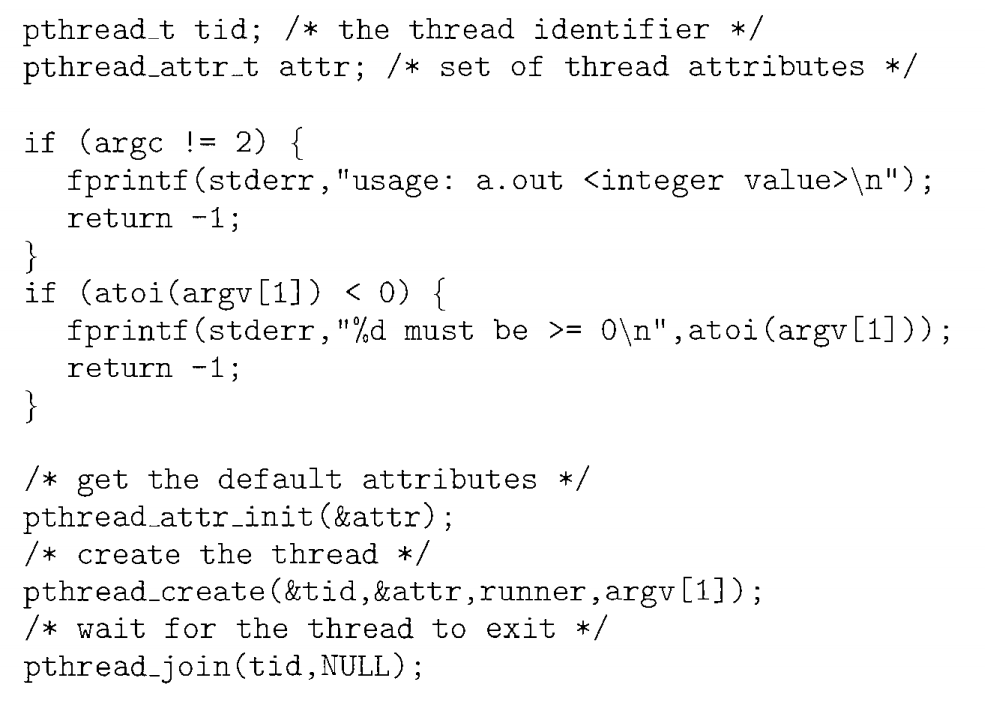 pthread_t tid; /* the thread identifier */
pthread_attr_t attr; /* set of thread attributes */
if (argc != 2) {
fprintf(stderr,"usage: a.out <integer value>\n");
return -1;
}
if (atoi(argv[1]) < 0) {
fprintf(stderr,"%d must be >= 0\n",atoi(argv[1]));
return -1;
}
/* get the default attributes */
pthread_attr_init(&attr);
/* create the thread */
pthread_create(&tid,&attr,runner,argv[1]);
/* wait for the thread to exit */
pthread_join(tid,NULL);